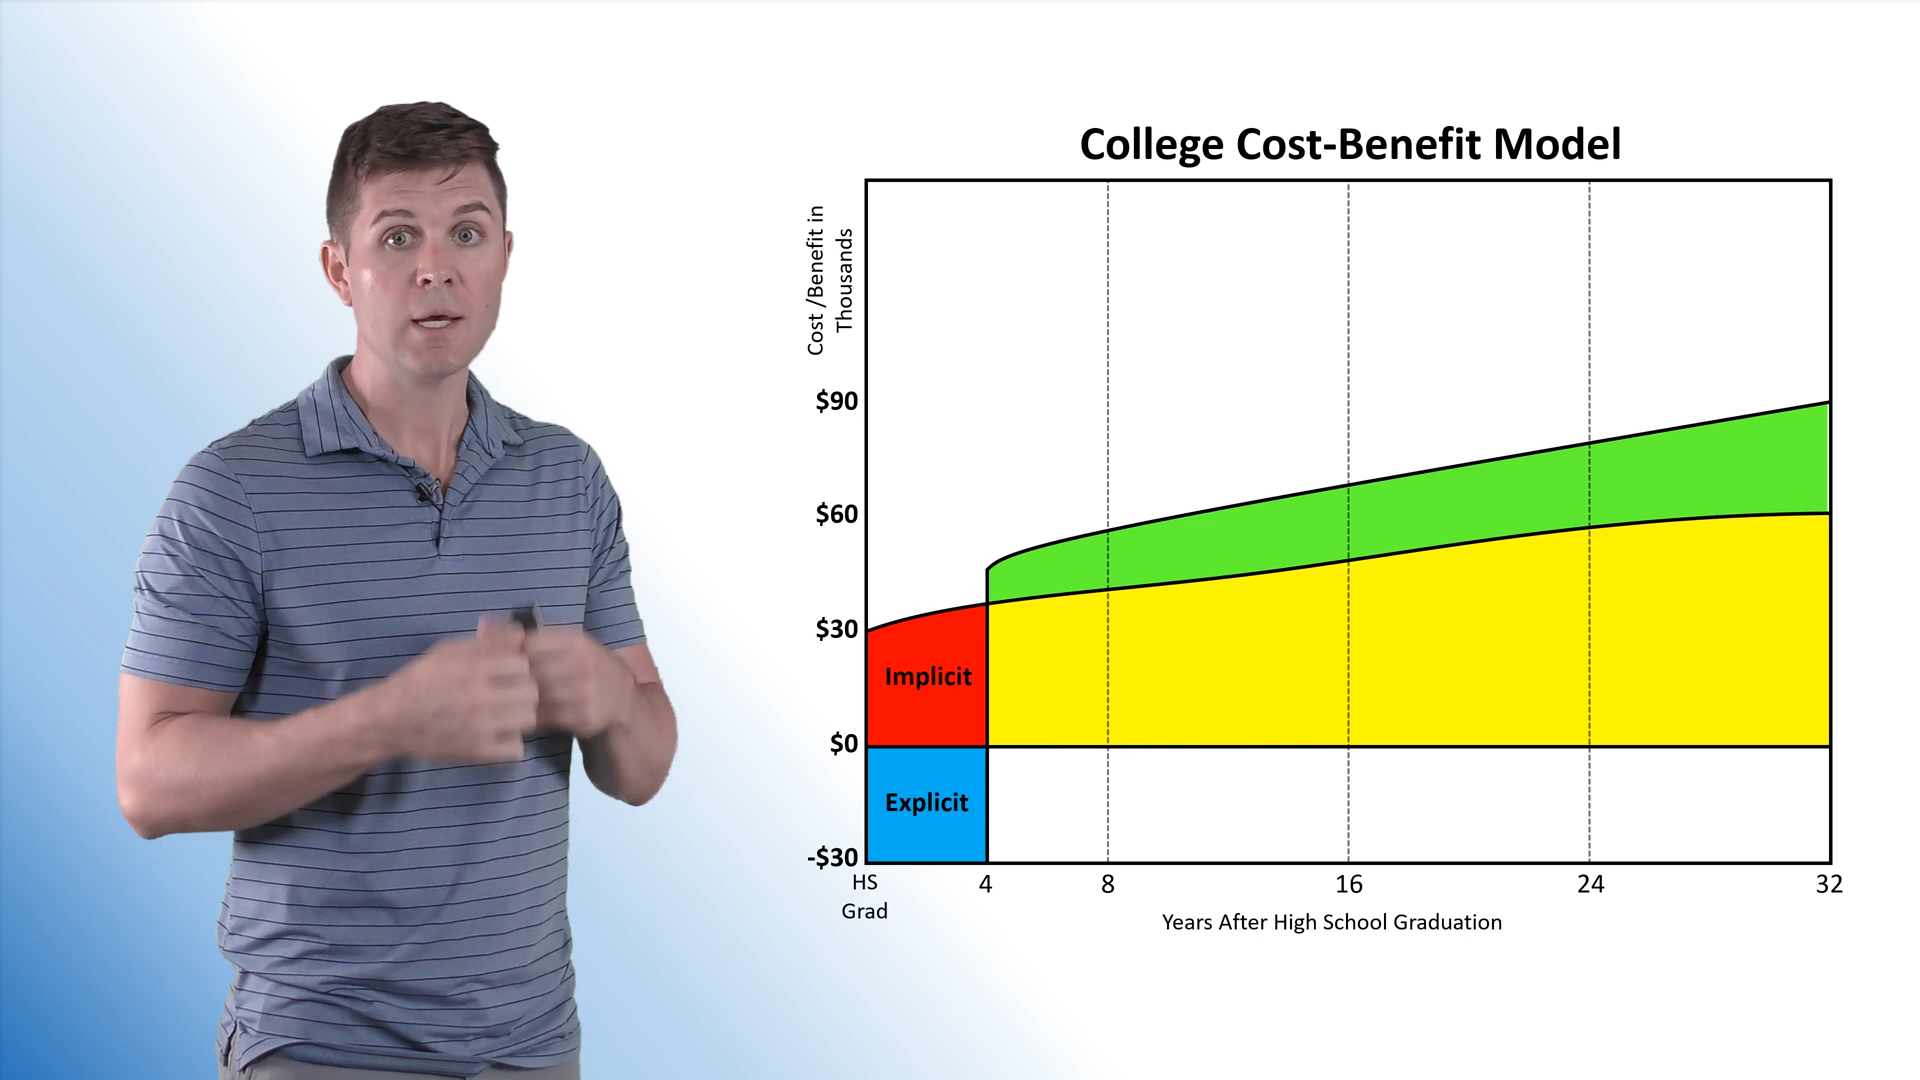 College Cost-Benefit Model
Cost /Benefit in
Thousands
$90
$60
$30
$0
-$30
Implicit
Explicit
HS
Grad
4
8
16
24
32
Years After High School Graduation